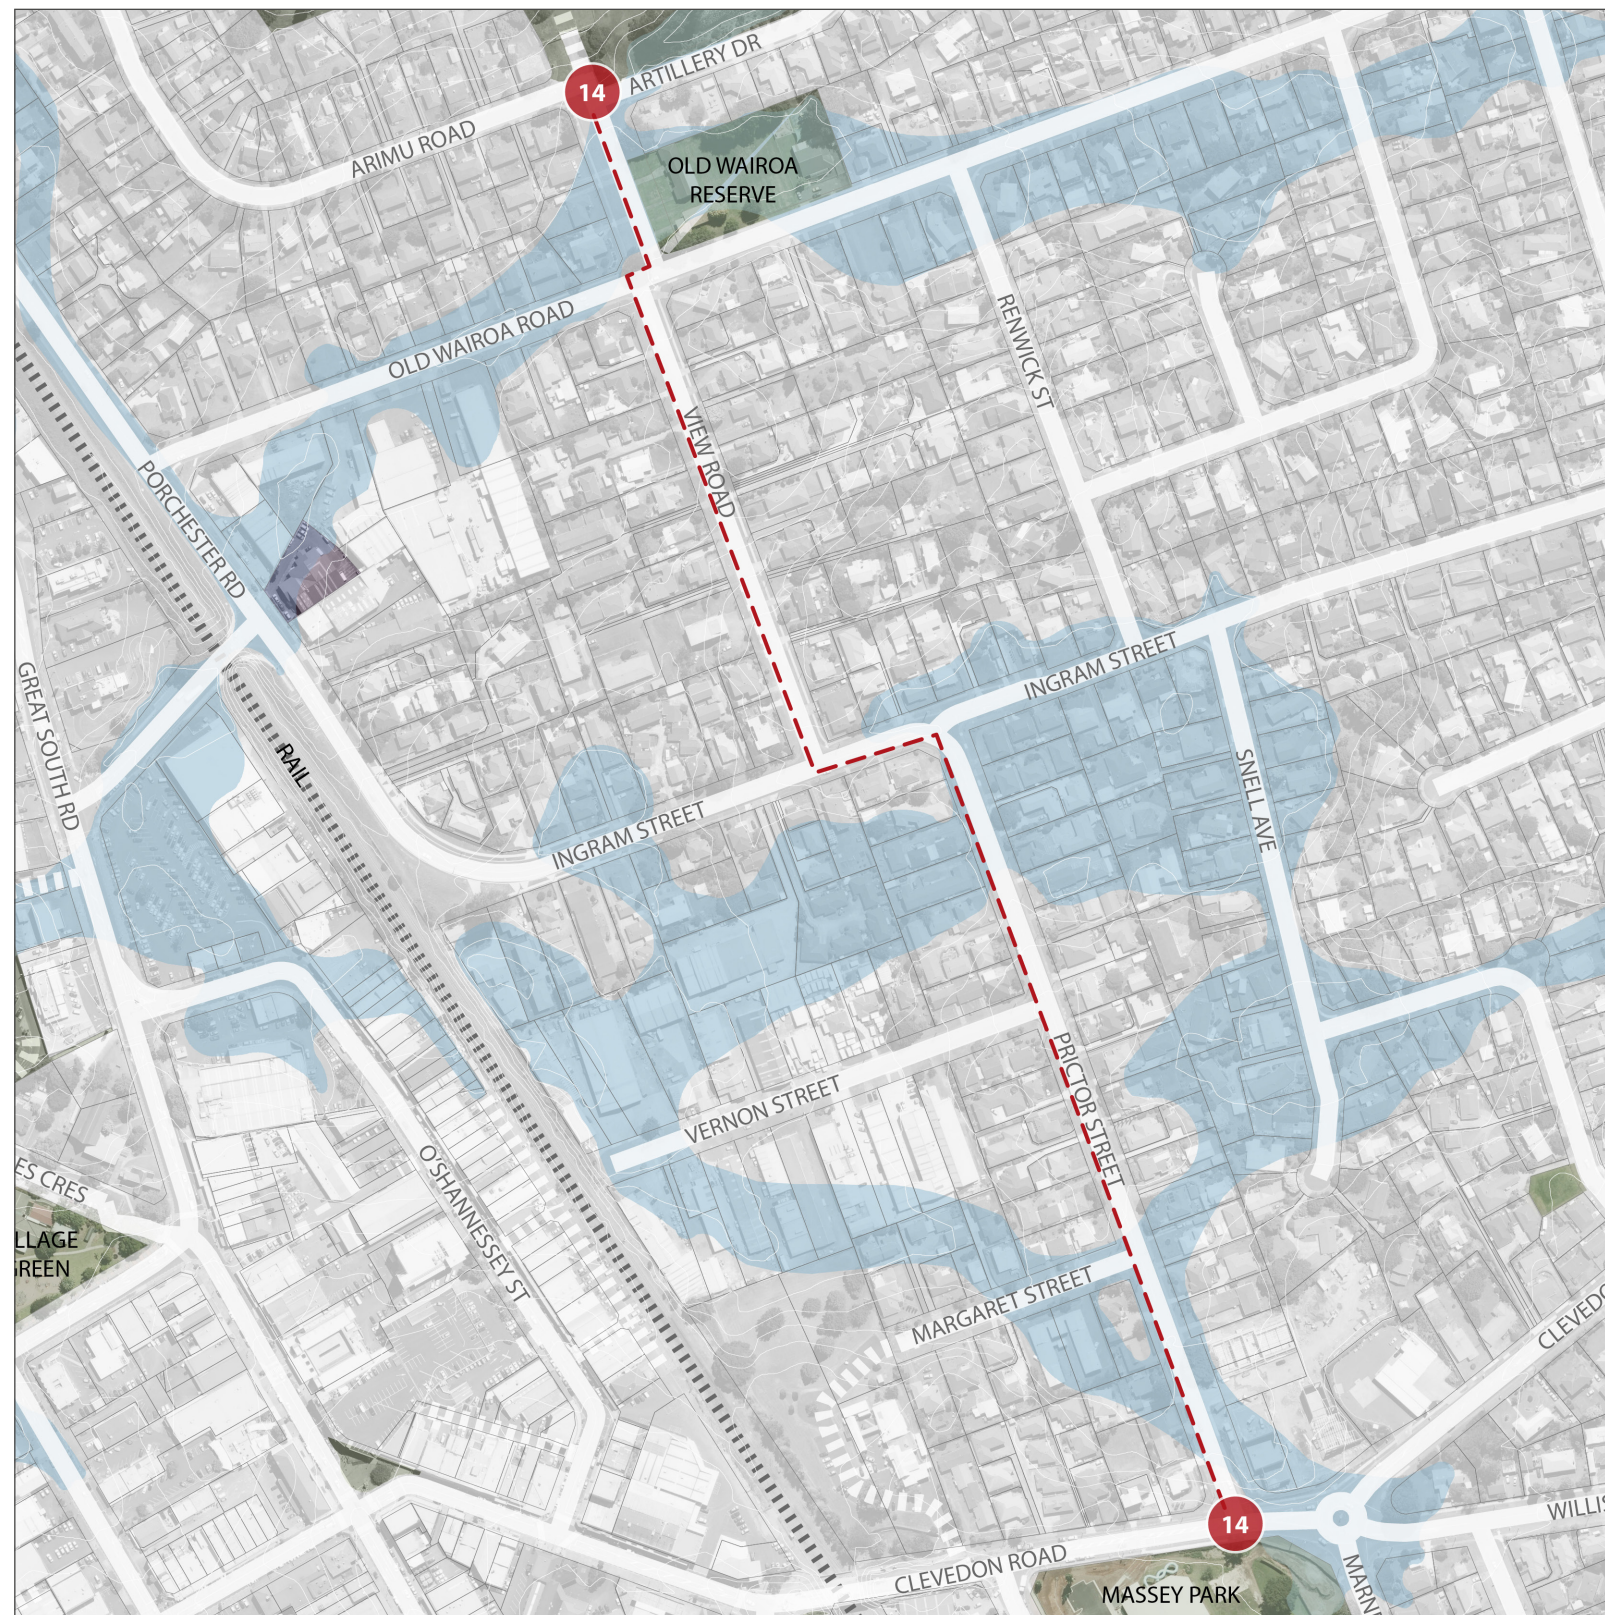 14
ARTILLERY DR
ARIMU ROAD
OLD WAIROA
RESERVE
OLD WAIROA ROAD
RENWICK ST
VIEW ROAD
PORCHESTER RD
GREAT SOUTH RD
RAIL
INGRAM STREET
INGRAM STREET
SNELL AVE
PRICTOR STREET
VERNON STREET
O'SHANNESSEY ST
ES CRES
LLAGE
REEN
MARGARET STREET
CLEVEDO
14
WILLIS
CLEVEDON ROAD
MASSEY PARK
MARN